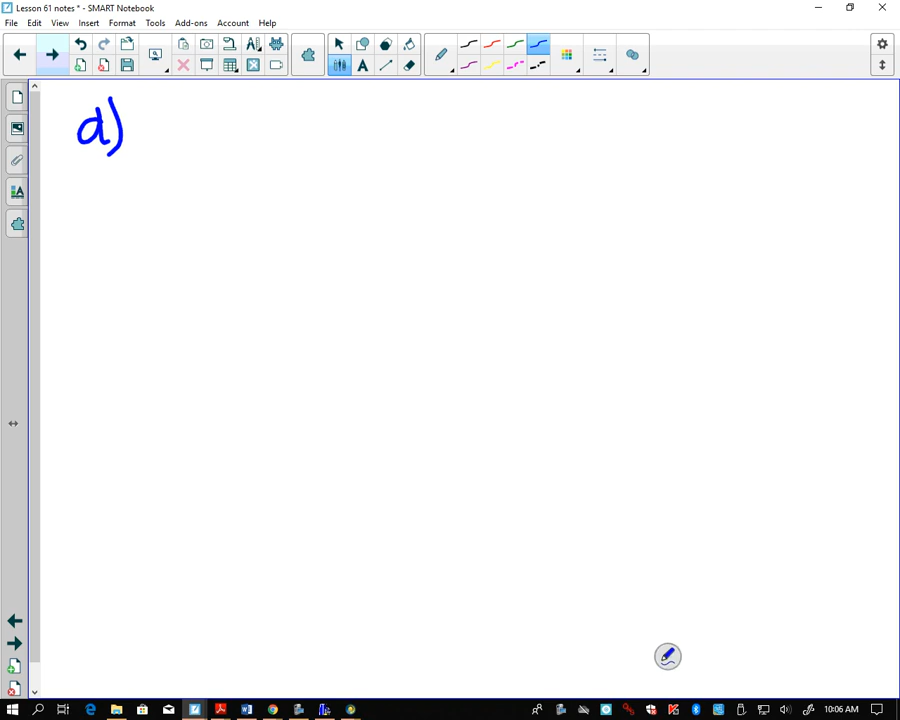 Lesson 61 notes * - SMART Notebook
File Edit View Insert Format Tools Add-ons Account Help
d)
10:06 AM